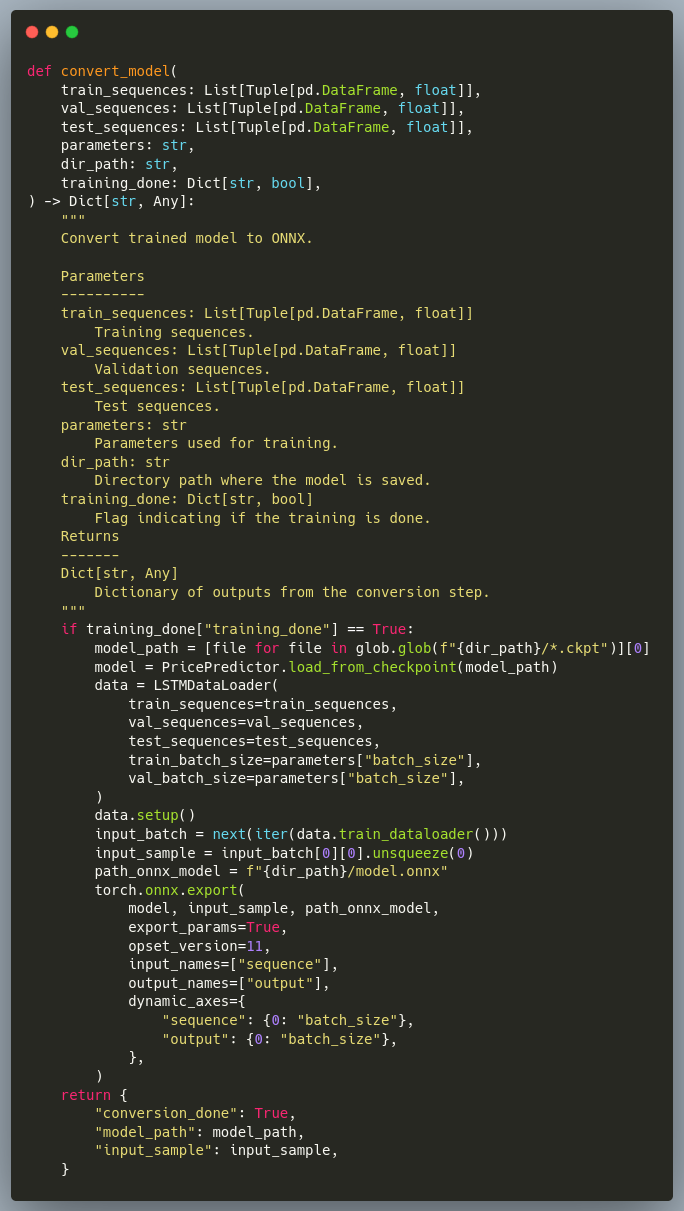 def convert_model(
    train_sequences: List[Tuple[pd.DataFrame, float]],
    val_sequences: List[Tuple[pd.DataFrame, float]],
    test_sequences: List[Tuple[pd.DataFrame, float]],
    parameters: str,
    dir_path: str,
    training_done: Dict[str, bool],
) -> Dict[str, Any]:
    """
    Convert trained model to ONNX.

    Parameters
    ----------
    train_sequences: List[Tuple[pd.DataFrame, float]]
        Training sequences.
    val_sequences: List[Tuple[pd.DataFrame, float]]
        Validation sequences.
    test_sequences: List[Tuple[pd.DataFrame, float]]
        Test sequences.
    parameters: str
        Parameters used for training.
    dir_path: str
        Directory path where the model is saved.
    training_done: Dict[str, bool]
        Flag indicating if the training is done.
    Returns
    -------
    Dict[str, Any]
        Dictionary of outputs from the conversion step.
    """
    if training_done["training_done"] == True:
        model_path = [file for file in glob.glob(f"{dir_path}/*.ckpt")][0]
        model = PricePredictor.load_from_checkpoint(model_path)
        data = LSTMDataLoader(
            train_sequences=train_sequences,
            val_sequences=val_sequences,
            test_sequences=test_sequences,
            train_batch_size=parameters["batch_size"],
            val_batch_size=parameters["batch_size"],
        )
        data.setup()
        input_batch = next(iter(data.train_dataloader()))
        input_sample = input_batch[0][0].unsqueeze(0)
        path_onnx_model = f"{dir_path}/model.onnx"
        torch.onnx.export(
            model, input_sample, path_onnx_model,
            export_params=True,
            opset_version=11,
            input_names=["sequence"],
            output_names=["output"],
            dynamic_axes={
                "sequence": {0: "batch_size"},
                "output": {0: "batch_size"},
            },
        )
    return {
        "conversion_done": True,
        "model_path": model_path,
        "input_sample": input_sample,
    }